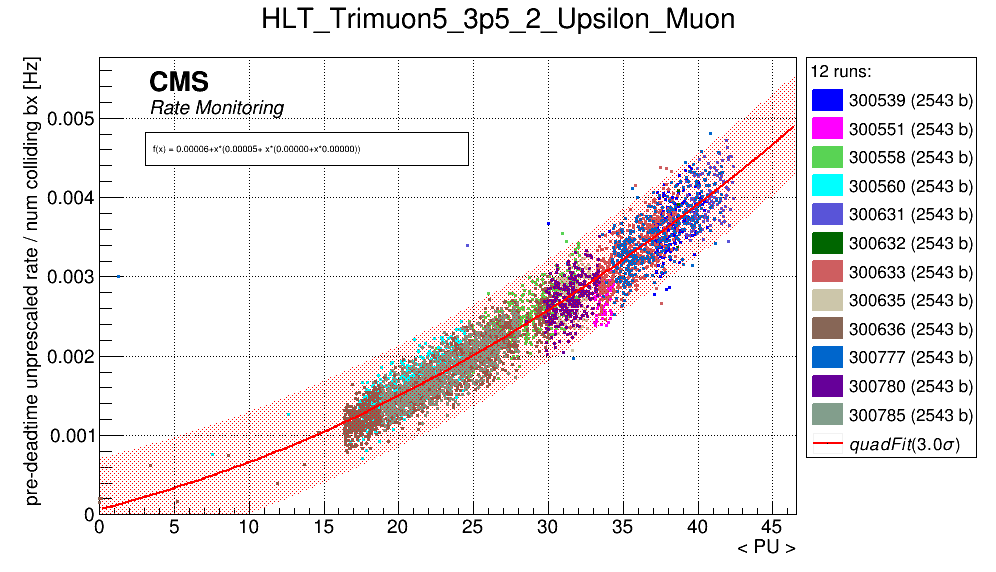 HLT_Trimuon5_3p5_2_Upsilon_Muon
pre-deadtime unprescaled rate / num colliding bx [Hz]
CMS
Rate Monitoring
f(x) = 0.00006+x*(0.00005+ x*(0.00000+x*0.00000))
0.005
0.004
0.003
0.002
0.001
0
0 5 10 15 20 25 30 35 40 45
< PU >
12 runs:
300539 (2543 b)
300551 (2543 b)
300558 (2543 b)
300560 (2543 b)
300631 (2543 b)
300632 (2543 b)
300633 (2543 b)
300635 (2543 b)
300636 (2543 b)
300777 (2543 b)
300780 (2543 b)
300785 (2543 b)
quadFit(3.0σ)